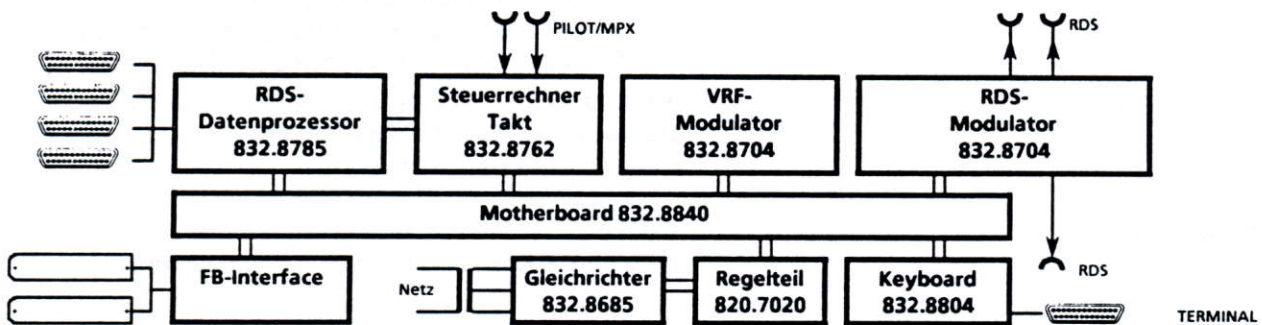 PILOT/MPX
RDS
RDS-
Datenprozessor
832.8785
Steuerrechner
Takt
832.8762
VRF-
Modulator
832.8704
RDS-
Modulator
832.8704
Motherboard 832.8840
FB-Interface
Netz
Gleichrichter
832.8685
Regelteil
820.7020
Keyboard
832.8804
RDS
TERMINAL